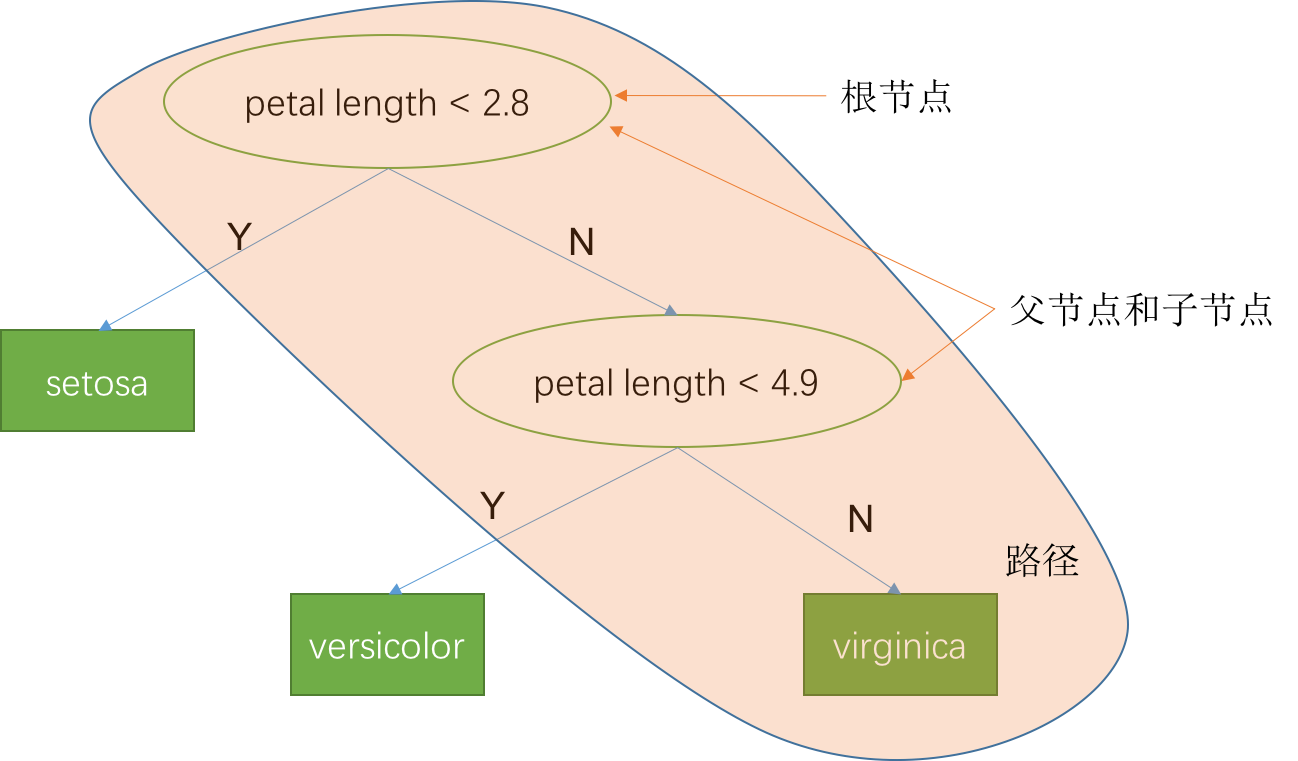 petal length < 2.8
根节点
Y
N
父节点和子节点
setosa
petal length < 4.9
Y
N
路径
versicolor
virginica